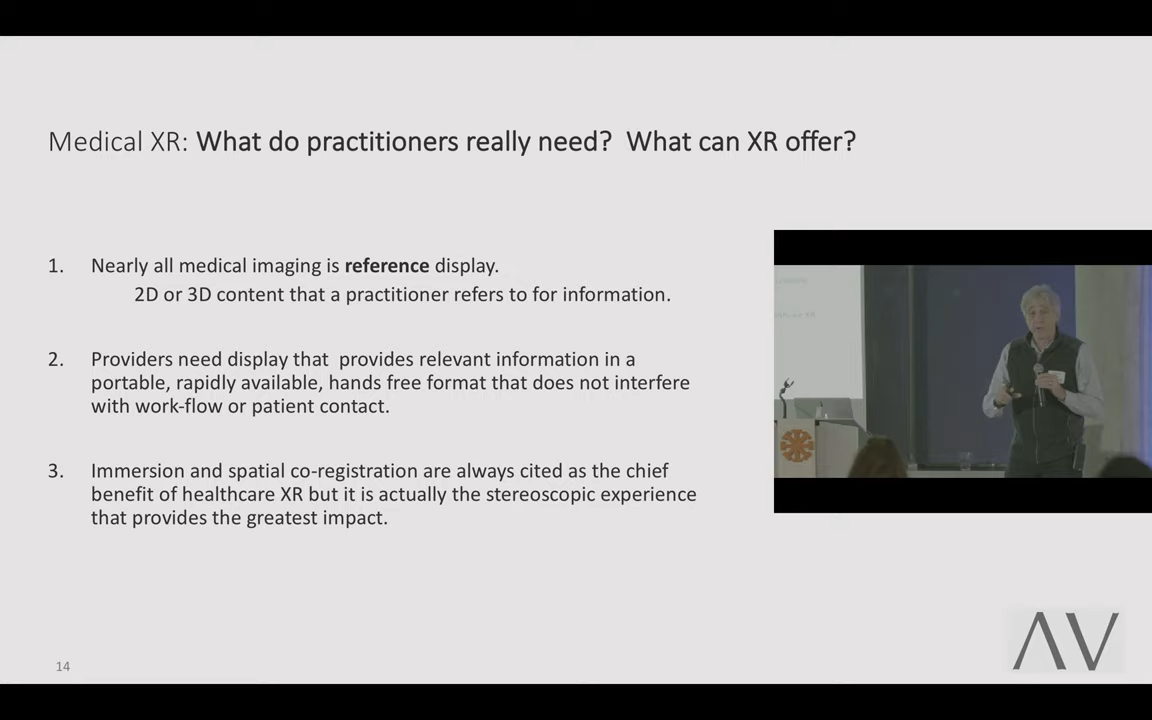 Medical XR: What do practitioners really need?  What can XR offer?
1. Nearly all medical imaging is reference display.
2D or 3D content that a practitioner refers to for information.
2. Providers need display that  provides relevant information in a
portable, rapidly available, hands free format that does not interfere
with work-flow or patient contact.
3. Immersion and spatial co-registration are always cited as the chief
benefit of healthcare XR but it is actually the stereoscopic experience
that provides the greatest impact.
14